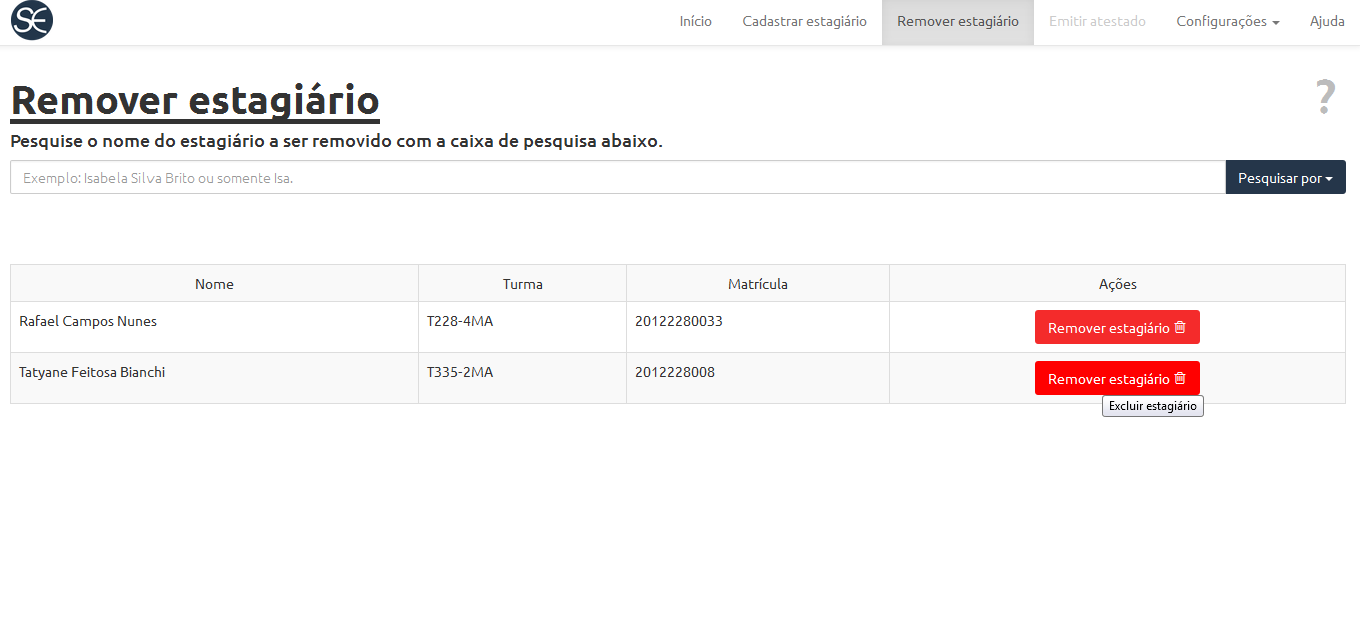 SE
Início Cadastrar estagiário Remover estagiário Emitir atestado Configurações Ajuda
Remover estagiário
?
Pesquise o nome do estagiário a ser removido com a caixa de pesquisa abaixo.
Exemplo: Isabela Silva Brito ou somente Isa. Pesquisar por
Nome Turma Matrícula Ações
Rafael Campos Nunes T228-4MA 20122280033 Remover estagiário
Tatyane Feitosa Bianchi T335-2MA 2012228008 Remover estagiário
Excluir estagiário